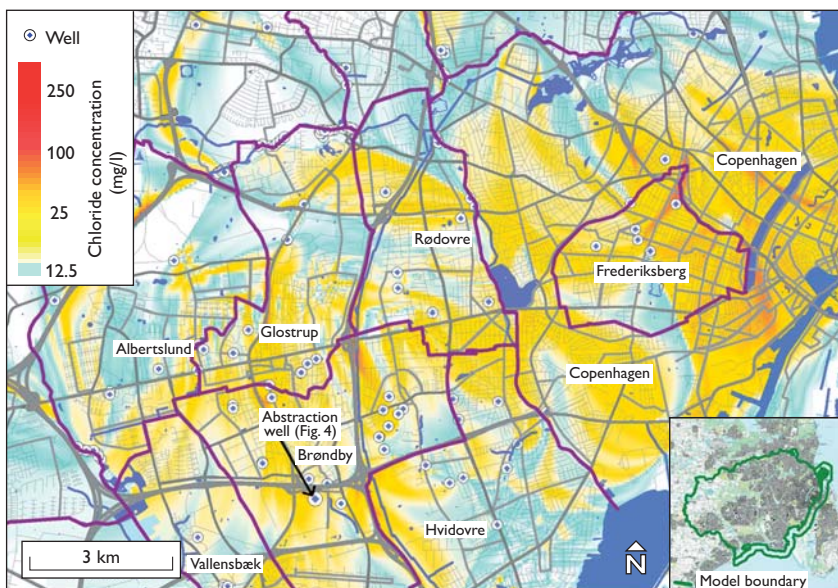 Well
250
100
25
12.5
Chloride concentration
(mg/l)
Copenhagen
Rødovre
Frederiksberg
Glostrup
Albertslund
Copenhagen
Abstraction
well (Fig. 4)
Brøndby
Hvidovre
3 km
Vallensbæk
N
Model boundary